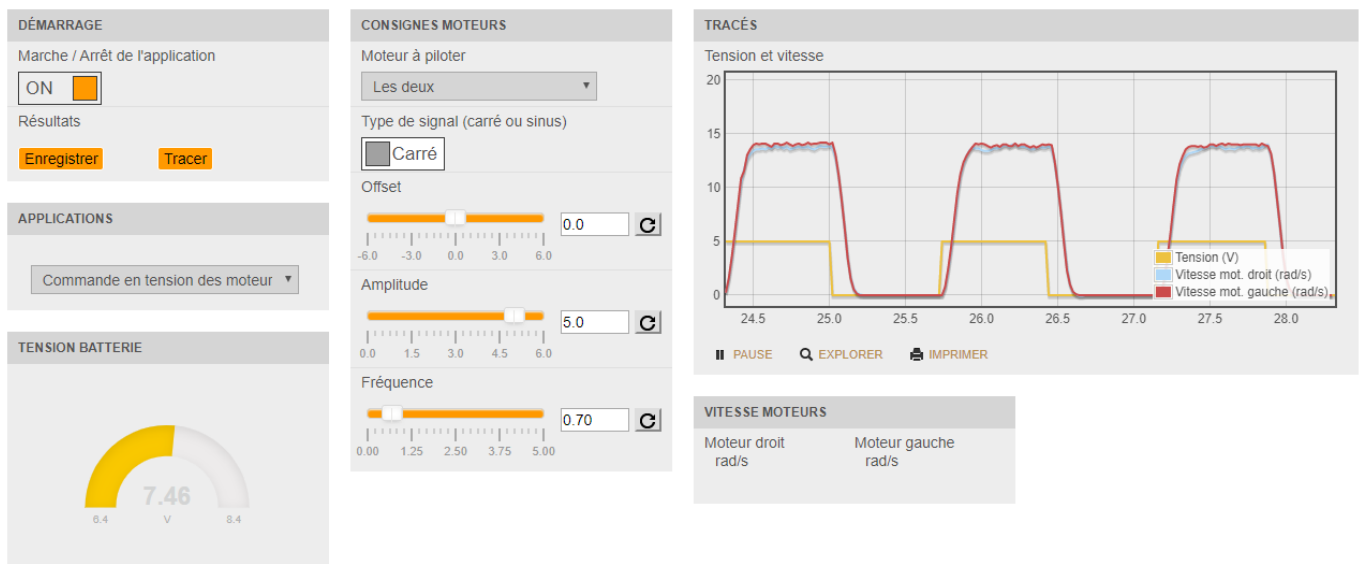 DÉMARRAGE
Marche / Arrêt de l'application
ON
Résultats
Enregistrer
Tracer
APPLICATIONS
Commande en tension des moteur
TENSION BATTERIE
7.46
6.4
V
8.4
CONSIGNES MOTEURS
Moteur à piloter
Les deux
Type de signal (carré ou sinus)
Carré
Offset
0.0
-6.0 -3.0 0.0 3.0 6.0
Amplitude
5.0
0.0 1.5 3.0 4.5 6.0
Fréquence
0.70
0.00 1.25 2.50 3.75 5.00
TRACÉS
Tension et vitesse
20
15
10
5
0
Tension (V)
Vitesse mot. droit (rad/s)
Vitesse mot. gauche (rad/s)
24.5 25.0 25.5 26.0 26.5 27.0 27.5 28.0
PAUSE EXPLORER IMPRIMER
VITESSE MOTEURS
Moteur droit Moteur gauche
rad/s rad/s